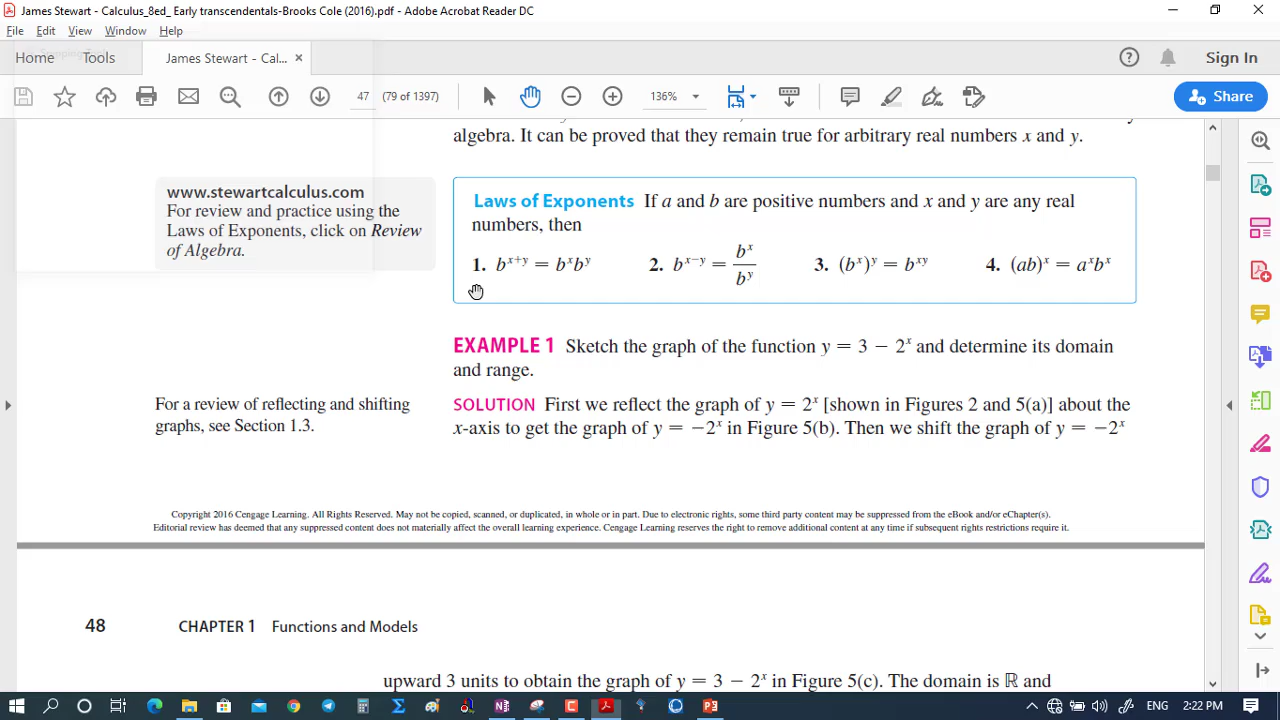 James Stewart - Calculus_8ed_ Early transcendentals-Brooks Cole (2016).pdf - Adobe Acrobat Reader DC
File Edit View Window Help
Home Tools James Stewart - Cal... × Sign In
47 (79 of 1397) 136% Share
algebra. It can be proved that they remain true for arbitrary real numbers x and y.
www.stewartcalculus.com
For review and practice using the
Laws of Exponents, click on Review
of Algebra.
Laws of Exponents If a and b are positive numbers and x and y are any real
numbers, then
1. b^{x+y} = b^x b^y 2. b^{x−y} = b^x/b^y 3. (b^x)^y = b^{xy} 4. (ab)^x = a^x b^x
EXAMPLE 1 Sketch the graph of the function y = 3 − 2^x and determine its domain
and range.
For a review of reflecting and shifting
graphs, see Section 1.3.
SOLUTION First we reflect the graph of y = 2^x [shown in Figures 2 and 5(a)] about the
x-axis to get the graph of y = −2^x in Figure 5(b). Then we shift the graph of y = −2^x
Copyright 2016 Cengage Learning. All Rights Reserved. May not be copied, scanned, or duplicated, in whole or in part. Due to electronic rights, some third party content may be suppressed from the eBook and/or eChapter(s).
Editorial review has deemed that any suppressed content does not materially affect the overall learning experience. Cengage Learning reserves the right to remove additional content at any time if subsequent rights restrictions require it.
48 CHAPTER 1 Functions and Models
upward 3 units to obtain the graph of y = 3 − 2^x in Figure 5(c). The domain is ℝ and
2:22 PM